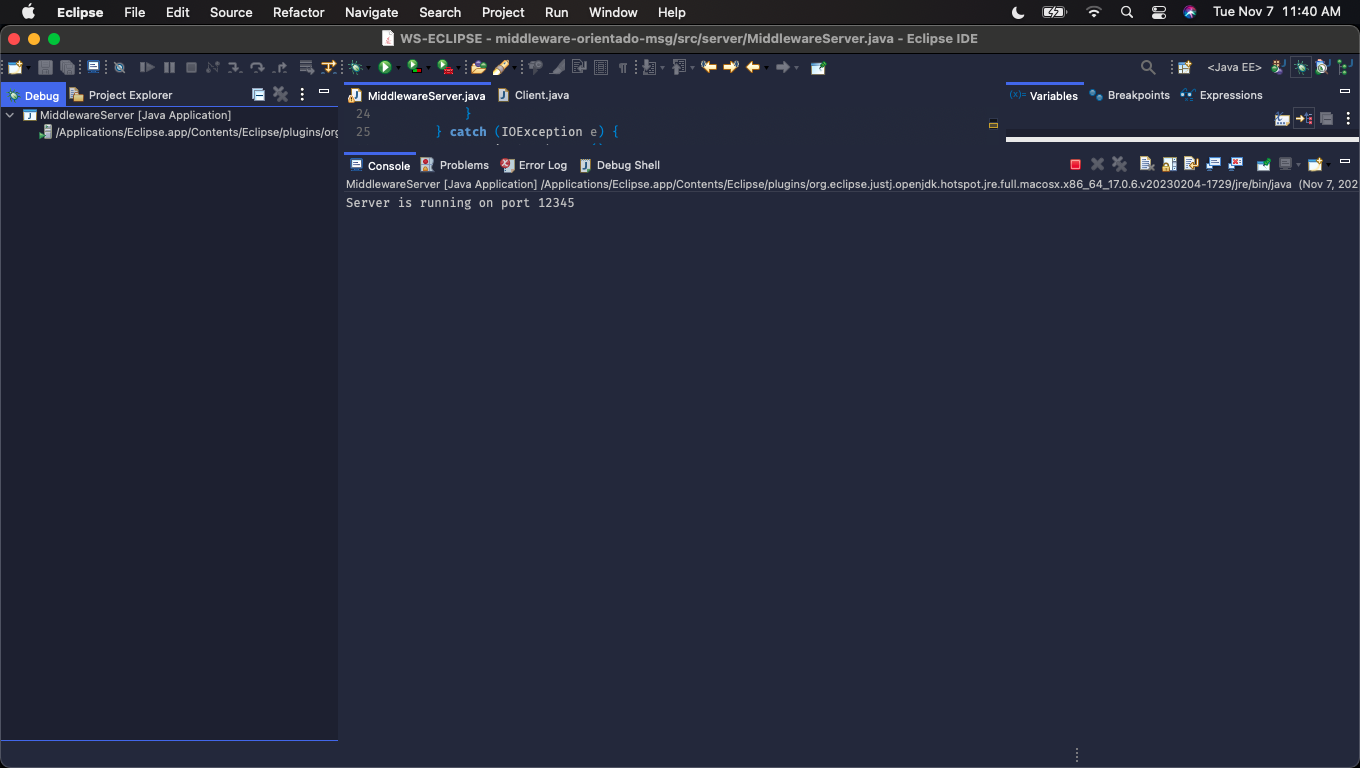 Eclipse File Edit Source Refactor Navigate Search Project Run Window Help Tue Nov 7 11:40 AM
WS-ECLIPSE - middleware-orientado-msg/src/server/MiddlewareServer.java - Eclipse IDE
<Java EE>
Debug Project Explorer
MiddlewareServer [Java Application]
/Applications/Eclipse.app/Contents/Eclipse/plugins/org
MiddlewareServer.java Client.java
24 }
25 } catch (IOException e) {
Variables Breakpoints Expressions
Console Problems Error Log Debug Shell
MiddlewareServer [Java Application] /Applications/Eclipse.app/Contents/Eclipse/plugins/org.eclipse.justj.openjdk.hotspot.jre.full.macosx.x86_64_17.0.6.v20230204-1729/jre/bin/java (Nov 7, 202
Server is running on port 12345